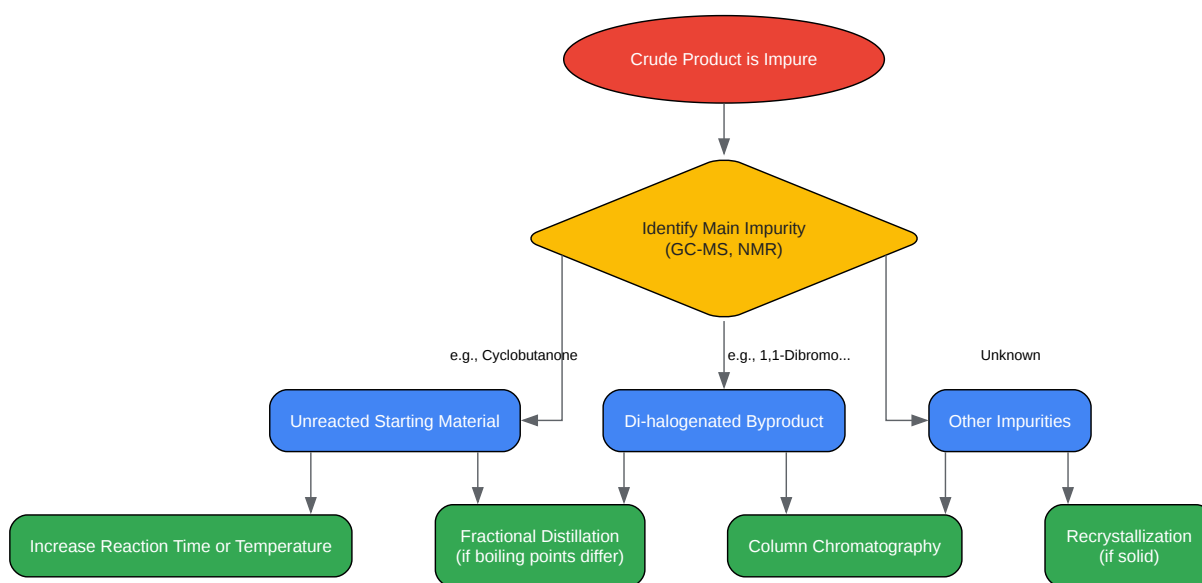 Crude Product is Impure
Identify Main Impurity
(GC-MS, NMR)
e.g., Cyclobutanone
e.g., 1,1-Dibromo...
Unknown
Unreacted Starting Material
Di-halogenated Byproduct
Other Impurities
Increase Reaction Time or Temperature
Fractional Distillation
(if boiling points differ)
Column Chromatography
Recrystallization
(if solid)